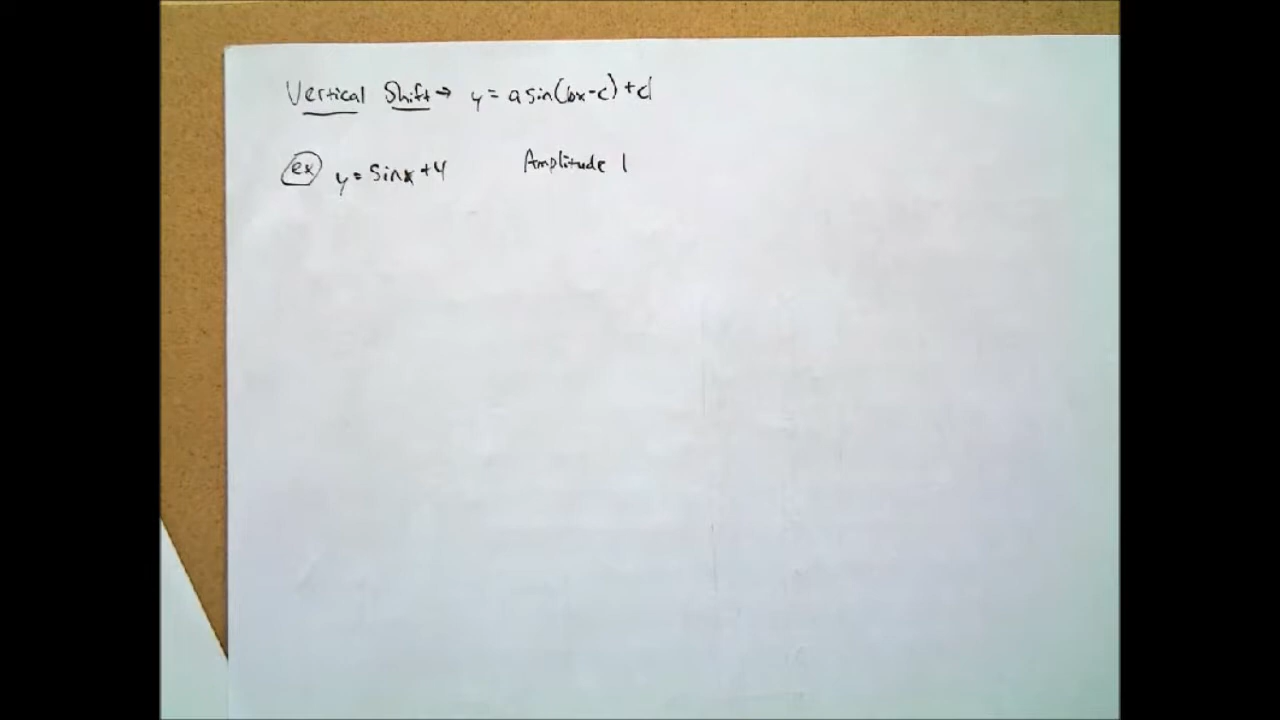 Vertical Shift → y = a sin(bx-c) + d
ex y = sinx + 4 Amplitude 1